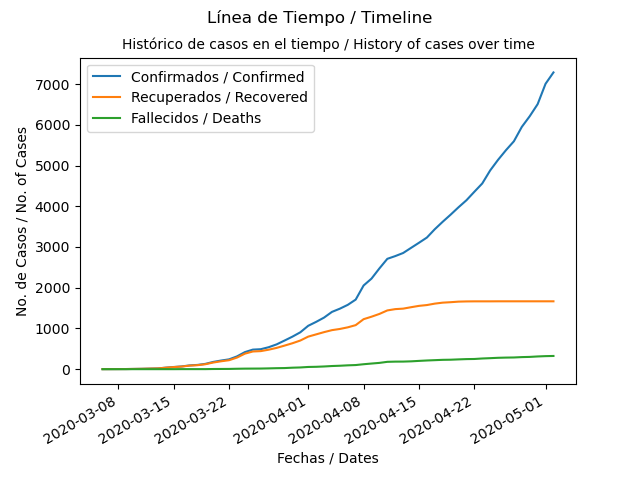 Línea de Tiempo / Timeline
Histórico de casos en el tiempo / History of cases over time
Confirmados / Confirmed
Recuperados / Recovered
Fallecidos / Deaths
No. de Casos / No. of Cases
7000
6000
5000
4000
3000
2000
1000
0
2020-03-08
2020-03-15
2020-03-22
2020-04-01
2020-04-08
2020-04-15
2020-04-22
2020-05-01
Fechas / Dates